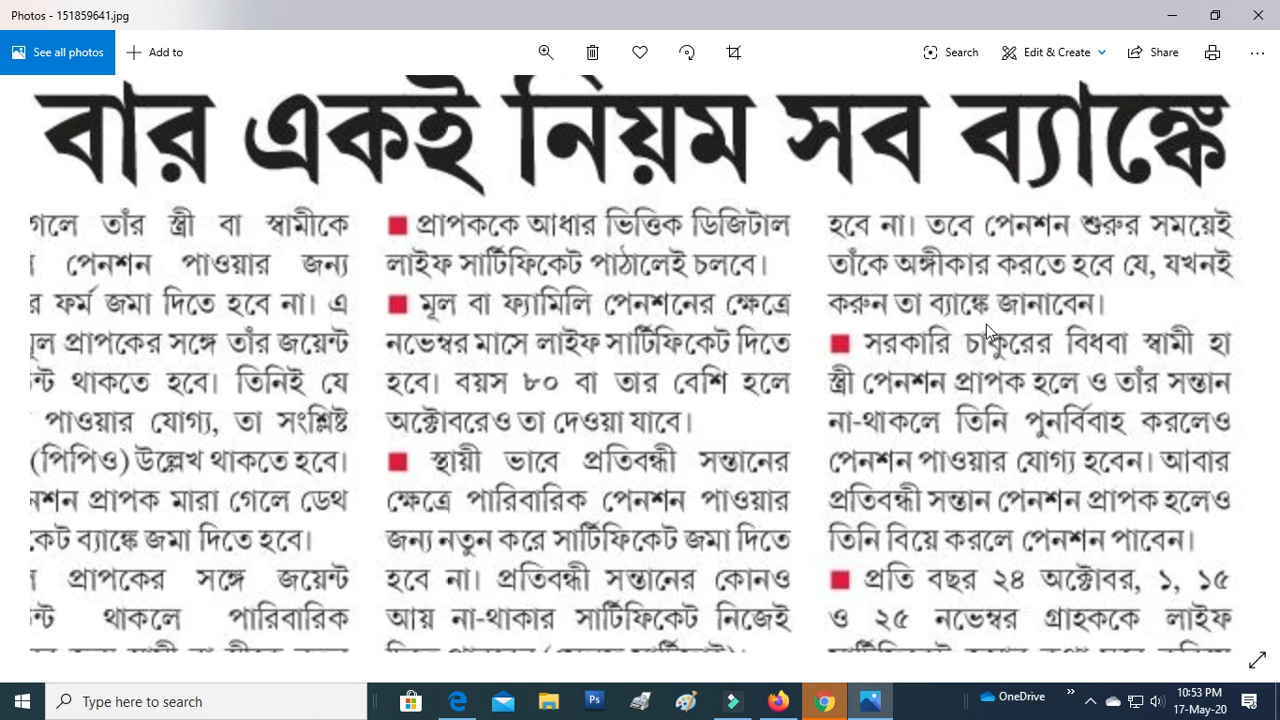 Photos - 151859641.jpg
See all photos
Add to
Search
Edit & Create
Share
বার একই নিয়ম সব ব্যাঙ্কে
গলে তাঁর স্ত্রী বা স্বামীকে
পেনশন পাওয়ার জন্য
র ফর্ম জমা দিতে হবে না। এ
মূল প্রাপকের সঙ্গে তাঁর জয়েন্ট
ন্ট থাকতে হবে। তিনিই যে
পাওয়ার যোগ্য, তা সংশ্লিষ্ট
(পিপিও) উল্লেখ থাকতে হবে।
নশন প্রাপক মারা গেলে ডেথ
কেট ব্যাঙ্কে জমা দিতে হবে।
প্রাপকের সঙ্গে জয়েন্ট
ন্ট থাকলে পারিবারিক
■ প্রাপককে আধার ভিত্তিক ডিজিটাল
লাইফ সার্টিফিকেট পাঠালেই চলবে।
■ মূল বা ফ্যামিলি পেনশনের ক্ষেত্রে
নভেম্বর মাসে লাইফ সার্টিফিকেট দিতে
হবে। বয়স ৮০ বা তার বেশি হলে
অক্টোবরেও তা দেওয়া যাবে।
■ স্থায়ী ভাবে প্রতিবন্ধী সন্তানের
ক্ষেত্রে পারিবারিক পেনশন পাওয়ার
জন্য নতুন করে সার্টিফিকেট জমা দিতে
হবে না। প্রতিবন্ধী সন্তানের কোনও
আয় না-থাকার সার্টিফিকেট নিজেই
হবে না। তবে পেনশন শুরুর সময়েই
তাঁকে অঙ্গীকার করতে হবে যে, যখনই
করুন তা ব্যাঙ্কে জানাবেন।
■ সরকারি চাকুরের বিধবা স্বামী হা
স্ত্রী পেনশন প্রাপক হলে ও তাঁর সন্তান
না-থাকলে তিনি পুনর্বিবাহ করলেও
পেনশন পাওয়ার যোগ্য হবেন। আবার
প্রতিবন্ধী সন্তান পেনশন প্রাপক হলেও
তিনি বিয়ে করলে পেনশন পাবেন।
■ প্রতি বছর ২৪ অক্টোবর, ১, ১৫
ও ২৫ নভেম্বর গ্রাহককে লাইফ
Type here to search
Ps
OneDrive
10:53 PM
17-May-20